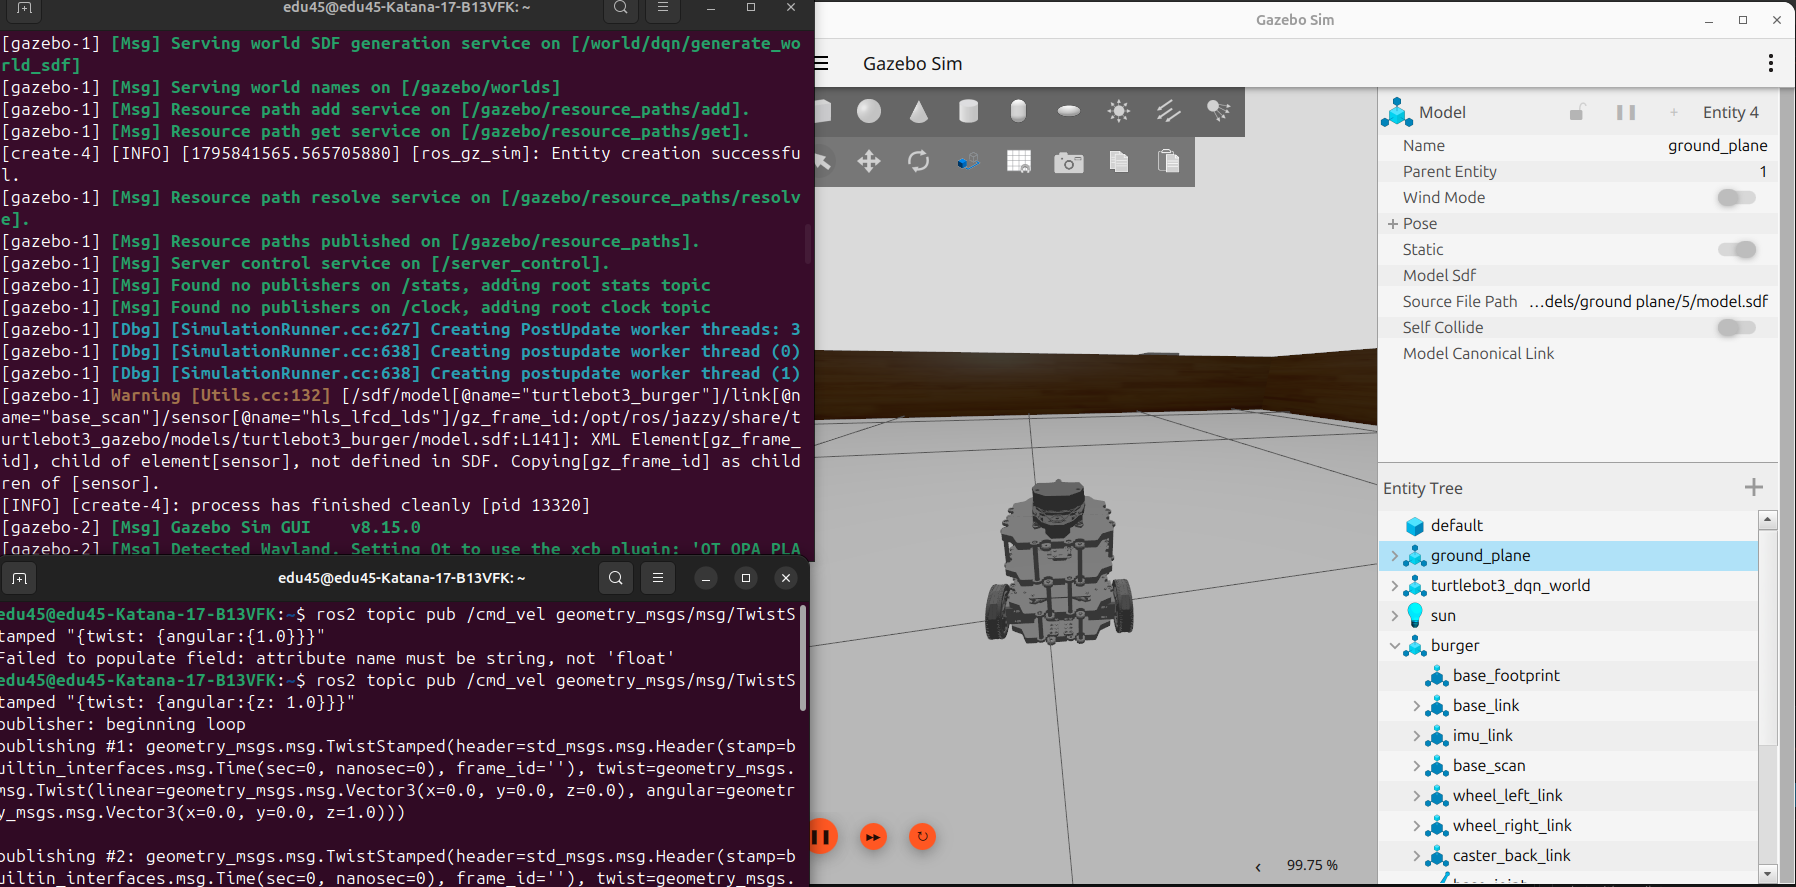 edu45@edu45-Katana-17-B13VFK: ~
[gazebo-1] [Msg] Serving world SDF generation service on [/world/dqn/generate_wo
rld_sdf]
[gazebo-1] [Msg] Serving world names on [/gazebo/worlds]
[gazebo-1] [Msg] Resource path add service on [/gazebo/resource_paths/add].
[gazebo-1] [Msg] Resource path get service on [/gazebo/resource_paths/get].
[create-4] [INFO] [1795841565.565705880] [ros_gz_sim]: Entity creation successfu
l.
[gazebo-1] [Msg] Resource path resolve service on [/gazebo/resource_paths/resolv
e].
[gazebo-1] [Msg] Resource paths published on [/gazebo/resource_paths].
[gazebo-1] [Msg] Server control service on [/server_control].
[gazebo-1] [Msg] Found no publishers on /stats, adding root stats topic
[gazebo-1] [Msg] Found no publishers on /clock, adding root clock topic
[gazebo-1] [Dbg] [SimulationRunner.cc:627] Creating PostUpdate worker threads: 3
[gazebo-1] [Dbg] [SimulationRunner.cc:638] Creating postupdate worker thread (0)
[gazebo-1] [Dbg] [SimulationRunner.cc:638] Creating postupdate worker thread (1)
[gazebo-1] Warning [Utils.cc:132] [/sdf/model[@name="turtlebot3_burger"]/link[@n
ame="base_scan"]/sensor[@name="hls_lfcd_lds"]/gz_frame_id:/opt/ros/jazzy/share/t
urtlebot3_gazebo/models/turtlebot3_burger/model.sdf:L141]: XML Element[gz_frame_
id], child of element[sensor], not defined in SDF. Copying[gz_frame_id] as child
ren of [sensor].
[INFO] [create-4]: process has finished cleanly [pid 13320]
[gazebo-2] [Msg] Gazebo Sim GUI    v8.15.0
[gazebo-2] [Msg] Detected Wayland. Setting Qt to use the xcb plugin: 'QT_QPA_PLA
edu45@edu45-Katana-17-B13VFK: ~
edu45@edu45-Katana-17-B13VFK:~$ ros2 topic pub /cmd_vel geometry_msgs/msg/TwistS
tamped "{twist: {angular:{1.0}}}"
Failed to populate field: attribute name must be string, not 'float'
edu45@edu45-Katana-17-B13VFK:~$ ros2 topic pub /cmd_vel geometry_msgs/msg/TwistS
tamped "{twist: {angular:{z: 1.0}}}"
publisher: beginning loop
publishing #1: geometry_msgs.msg.TwistStamped(header=std_msgs.msg.Header(stamp=b
uiltin_interfaces.msg.Time(sec=0, nanosec=0), frame_id=''), twist=geometry_msgs.
msg.Twist(linear=geometry_msgs.msg.Vector3(x=0.0, y=0.0, z=0.0), angular=geometr
y_msgs.msg.Vector3(x=0.0, y=0.0, z=1.0)))
publishing #2: geometry_msgs.msg.TwistStamped(header=std_msgs.msg.Header(stamp=b
uiltin_interfaces.msg.Time(sec=0, nanosec=0), frame_id=''), twist=geometry_msgs.
Gazebo Sim
Gazebo Sim
99.75 %
Model Entity 4
Name ground_plane
Parent Entity 1
Wind Mode
Pose
Static
Model Sdf
Source File Path ...dels/ground plane/5/model.sdf
Self Collide
Model Canonical Link
Entity Tree
default
ground_plane
turtlebot3_dqn_world
sun
burger
base_footprint
base_link
imu_link
base_scan
wheel_left_link
wheel_right_link
caster_back_link